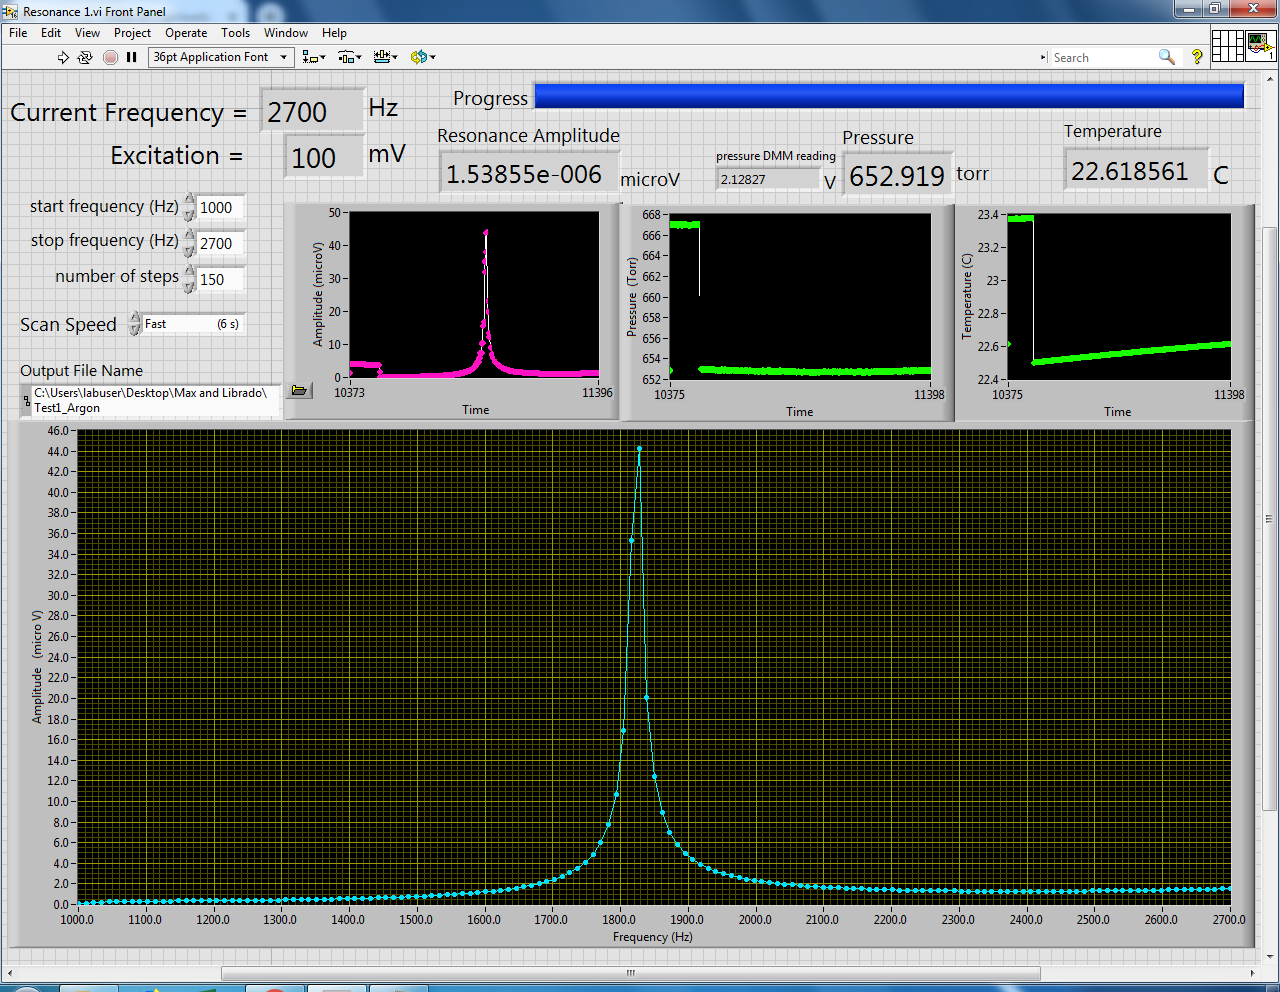 Resonance 1.vi Front Panel
File Edit View Project Operate Tools Window Help
36pt Application Font
Search
?
1
Current Frequency = 2700 Hz
Progress
Excitation = 100 mV
Resonance Amplitude
1.53855e-006 microV
pressure DMM reading
2.12827 V
Pressure
652.919 torr
Temperature
22.618561 C
start frequency (Hz) 1000
stop frequency (Hz) 2700
number of steps 150
Scan Speed Fast (6 s)
Output File Name
C:\Users\labuser\Desktop\Max and Librado\
Test1_Argon
Amplitude (microV)
50
40
30
20
10
0
10373 11396
Time
Pressure (Torr)
668
666
664
662
660
658
656
654
652
10375 11398
Time
Temperature (C)
23.4
23.2
23
22.8
22.6
22.4
10375 11398
Time
Amplitude (micro V)
46.0
44.0
42.0
40.0
38.0
36.0
34.0
32.0
30.0
28.0
26.0
24.0
22.0
20.0
18.0
16.0
14.0
12.0
10.0
8.0
6.0
4.0
2.0
0.0
1000.0 1100.0 1200.0 1300.0 1400.0 1500.0 1600.0 1700.0 1800.0 1900.0 2000.0 2100.0 2200.0 2300.0 2400.0 2500.0 2600.0 2700.0
Frequency (Hz)